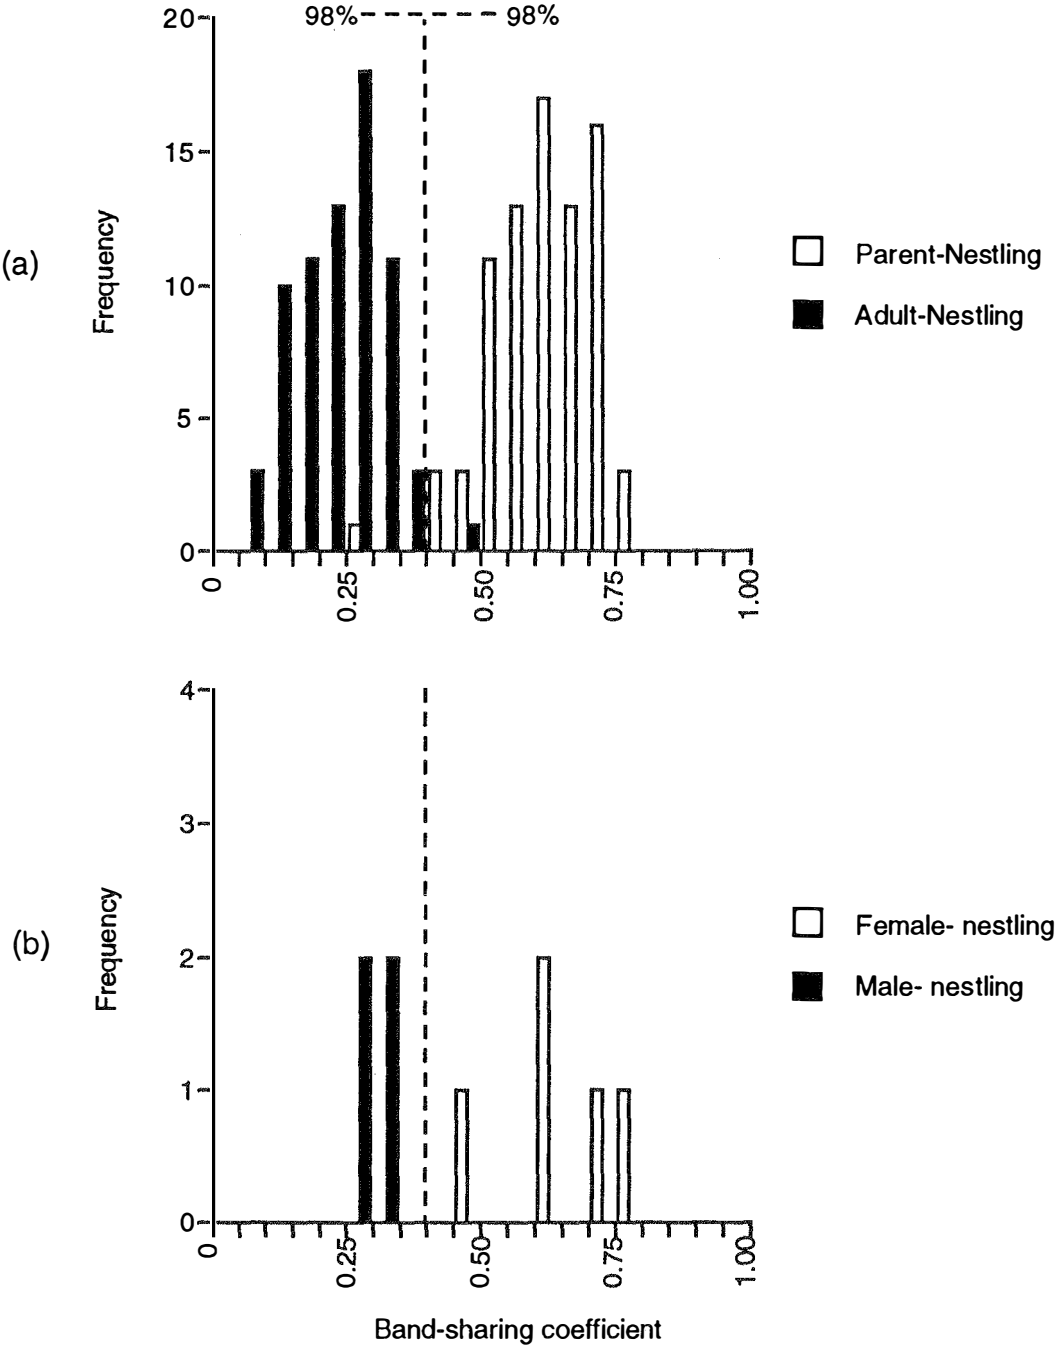 98% 98%
20
15
10
5
0
Frequency
(a)
Parent-Nestling
Adult-Nestling
0 0.25 0.50 0.75 1.00
4
3
2
1
0
Frequency
(b)
Female- nestling
Male- nestling
0 0.25 0.50 0.75 1.00
Band-sharing coefficient